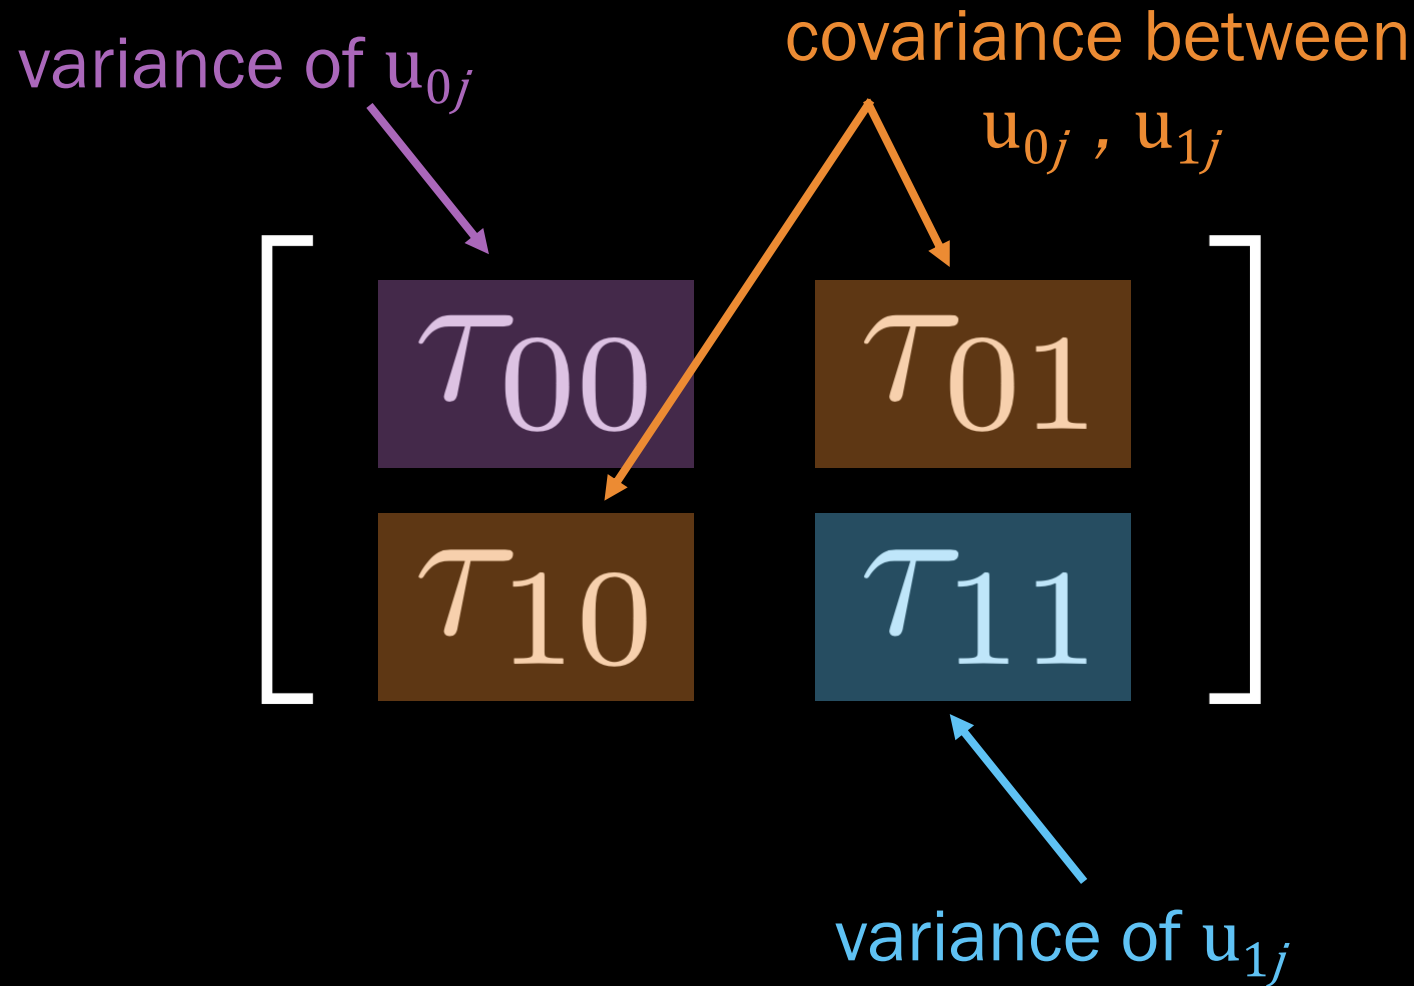 variance of u₀ⱼ
covariance between
u₀ⱼ , u₁ⱼ
τ₀₀ τ₀₁
τ₁₀ τ₁₁
variance of u₁ⱼ